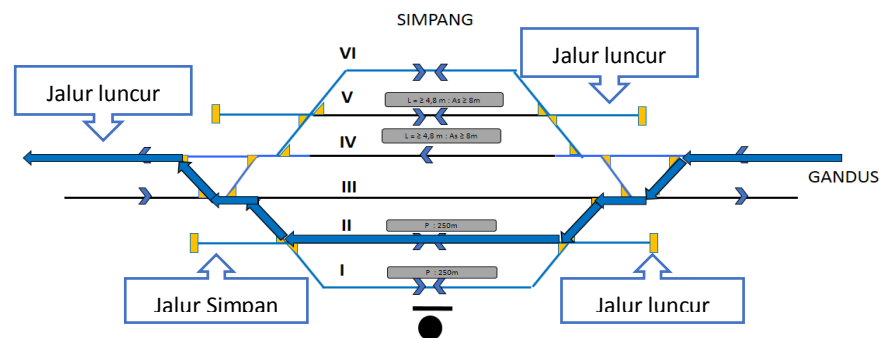 SIMPANG
VI
Jalur luncur
Jalur luncur
V
L = ≥ 4,8 m : As ≥ 8m
L = ≥ 4,8 m : As ≥ 8m
IV
GANDUS
III
II
P : 250m
I
P : 250m
Jalur Simpan
Jalur luncur